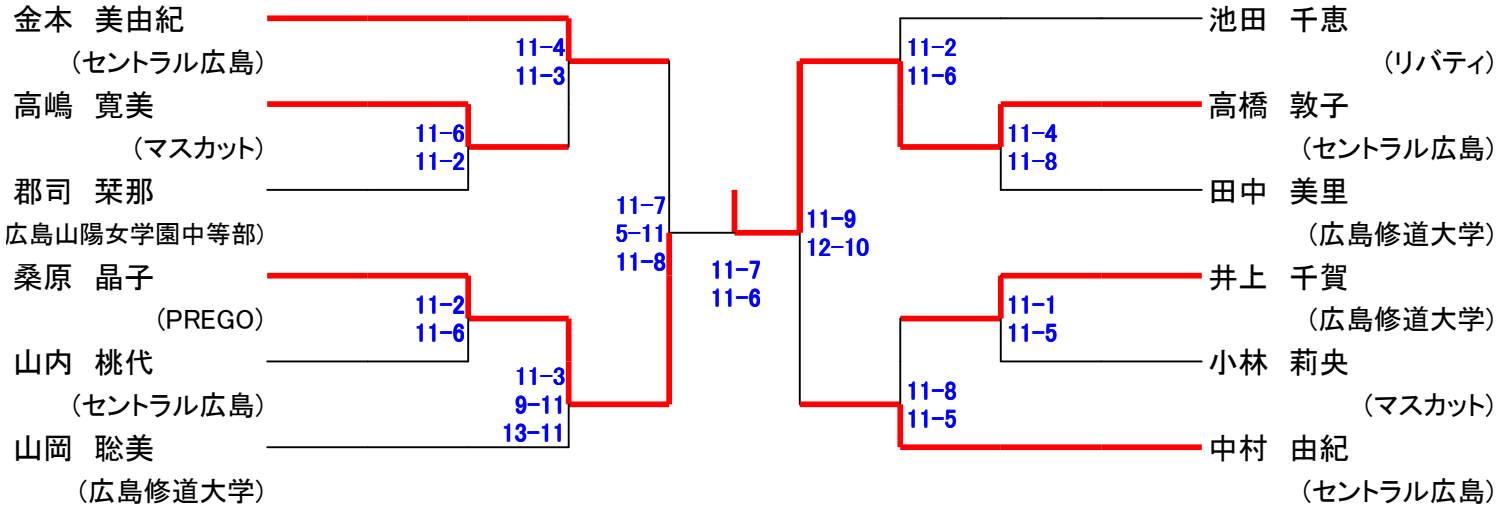 金本 美由紀
(セントラル広島)
高嶋 寛美
(マスカット)
郡司 栞那
広島山陽女学園中等部)
桑原 晶子
(PREGO)
山内 桃代
(セントラル広島)
山岡 聡美
(広島修道大学)
11-4
11-3
11-6
11-2
11-2
11-6
11-3
9-11
13-11
11-7
5-11
11-8
11-7
11-6
11-9
12-10
11-2
11-6
11-4
11-8
11-1
11-5
11-8
11-5
池田 千恵
(リバティ)
高橋 敦子
(セントラル広島)
田中 美里
(広島修道大学)
井上 千賀
(広島修道大学)
小林 莉央
(マスカット)
中村 由紀
(セントラル広島)